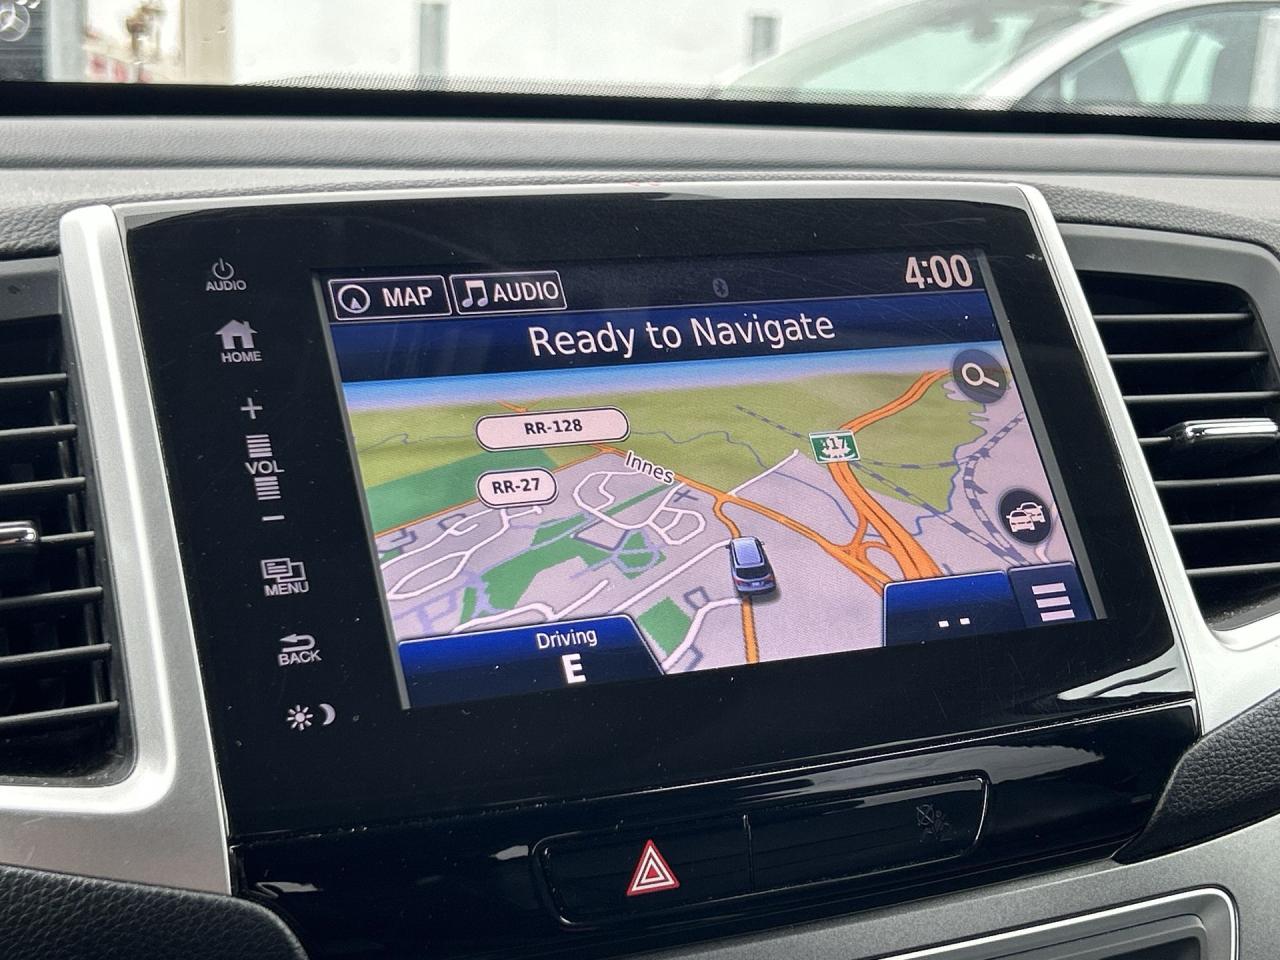 AUDIO
HOME
+
VOL
-
MENU
BACK
MAP
AUDIO
4:00
Ready to Navigate
RR-128
Innes
RR-27
17
Driving
E
--